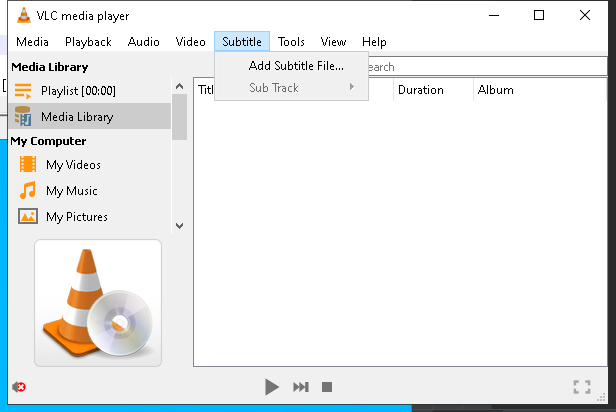 VLC media player
Media Playback Audio Video Subtitle Tools View Help
Add Subtitle File...
Sub Track
Media Library
Search
Playlist [00:00]
Titl Duration Album
Media Library
My Computer
My Videos
My Music
My Pictures